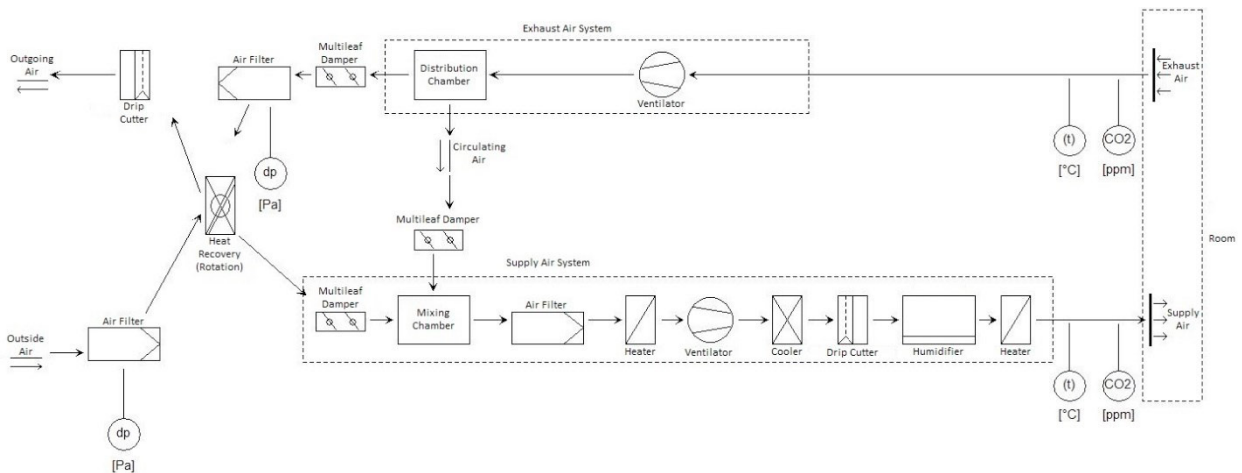 Exhaust Air System
Outgoing
Air
Drip
Cutter
Air Filter
Multileaf
Damper
Distribution
Chamber
Ventilator
Exhaust
Air
dp
[Pa]
Circulating
Air
(t)
[°C]
CO2
[ppm]
Heat
Recovery
(Rotation)
Multileaf Damper
Room
Supply Air System
Outside
Air
Air Filter
dp
[Pa]
Multileaf
Damper
Mixing
Chamber
Air Filter
Heater
Ventilator
Cooler
Drip Cutter
Humidifier
Heater
Supply
Air
(t)
[°C]
CO2
[ppm]